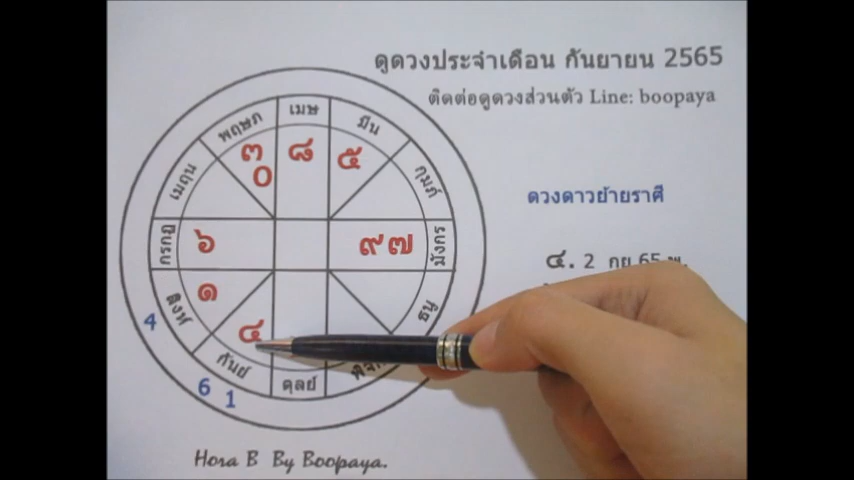 ดูดวงประจำเดือน กันยายน 2565
ติดต่อดูดวงส่วนตัว Line: boopaya
เมษ
พฤษภ
มีน
๓
๘
๕
0
เมถุน
กุมภ์
ดวงดาวย้ายราศี
กรกฎ
๖
๙๗
มังกร
๔. 2 กย 65
๑
สิงห์
ธนู
4
๔
กันย์
ตุลย์
6
1
Hora B By Boopaya.